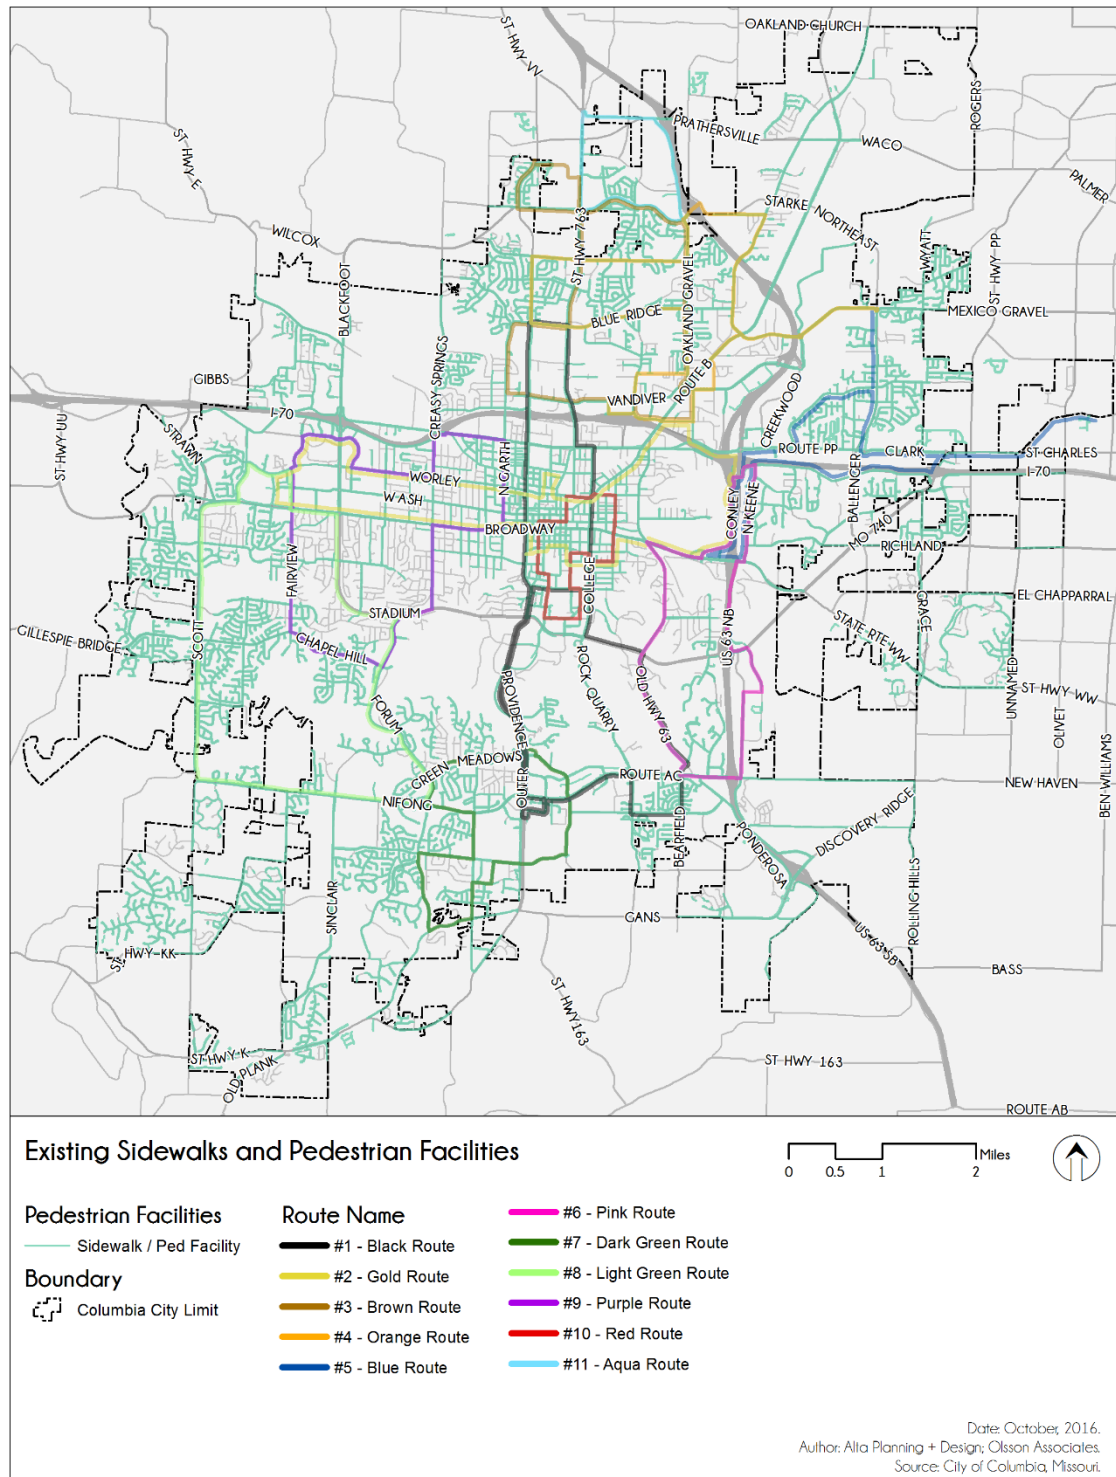 OAKLAND CHURCH
ST HWY VV
ROGERS
PRATHERSVILLE
WACO
ST HWY E
PALMER
STARKE
NORTHEAST
WILCOX
ST HWY 763
WYATT
ST HWY PP
BLACKFOOT
OAKLAND GRAVEL
BLUE RIDGE
MEXICO GRAVEL
CREASY SPRINGS
GIBBS
ROUTE B
VANDIVER
CREEKWOOD
I-70
ST HWY UU
STRAWN
N GARTH
ROUTE PP
CLARK
ST CHARLES
I-70
WORLEY
BALLENGER
W ASH
CONLEY
N KEENE
BROADWAY
MO 740
RICHLAND
FAIRVIEW
COLLEGE
GRACE
EL CHAPPARRAL
STADIUM
US 63 NB
STATE RTE WW
GILLESPIE BRIDGE
SCOTT
CHAPEL HILL
ROCK QUARRY
OLD HWY 63
PROVIDENCE
UNNAMED
ST HWY WW
FORUM
OLIVET
BEN WILLIAMS
GREEN MEADOWS
OUTER
ROUTE AC
NEW HAVEN
NIFONG
BEARFIELD
PONDEROSA
DISCOVERY RIDGE
SINCLAIR
ROLLING HILLS
GANS
US 63 SB
ST HWY KK
BASS
ST HWY 163
ST HWY K
OLD PLANK
ST HWY 163
ROUTE AB
Existing Sidewalks and Pedestrian Facilities
0 0.5 1 2 Miles
Pedestrian Facilities
Sidewalk / Ped Facility
Boundary
Columbia City Limit
Route Name
#1 - Black Route
#2 - Gold Route
#3 - Brown Route
#4 - Orange Route
#5 - Blue Route
#6 - Pink Route
#7 - Dark Green Route
#8 - Light Green Route
#9 - Purple Route
#10 - Red Route
#11 - Aqua Route
Date: October, 2016.
Author: Alta Planning + Design; Olsson Associates.
Source: City of Columbia, Missouri.